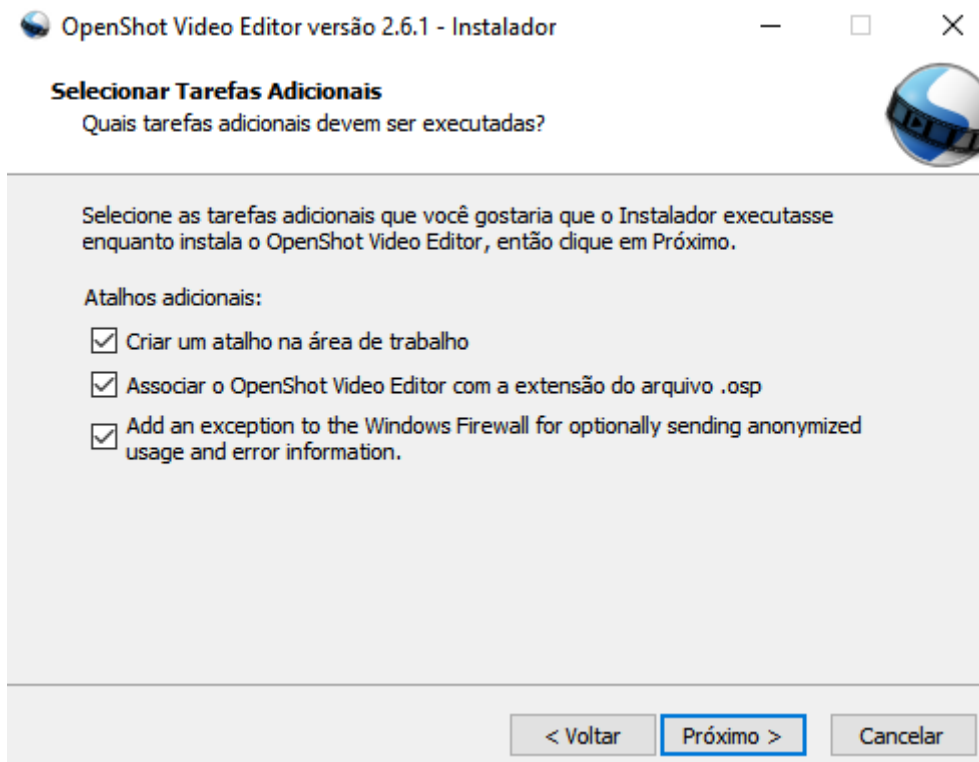 OpenShot Video Editor versão 2.6.1 - Instalador
Selecionar Tarefas Adicionais
Quais tarefas adicionais devem ser executadas?
Selecione as tarefas adicionais que você gostaria que o Instalador executasse
enquanto instala o OpenShot Video Editor, então clique em Próximo.
Atalhos adicionais:
Criar um atalho na área de trabalho
Associar o OpenShot Video Editor com a extensão do arquivo .osp
Add an exception to the Windows Firewall for optionally sending anonymized
usage and error information.
< Voltar Próximo > Cancelar